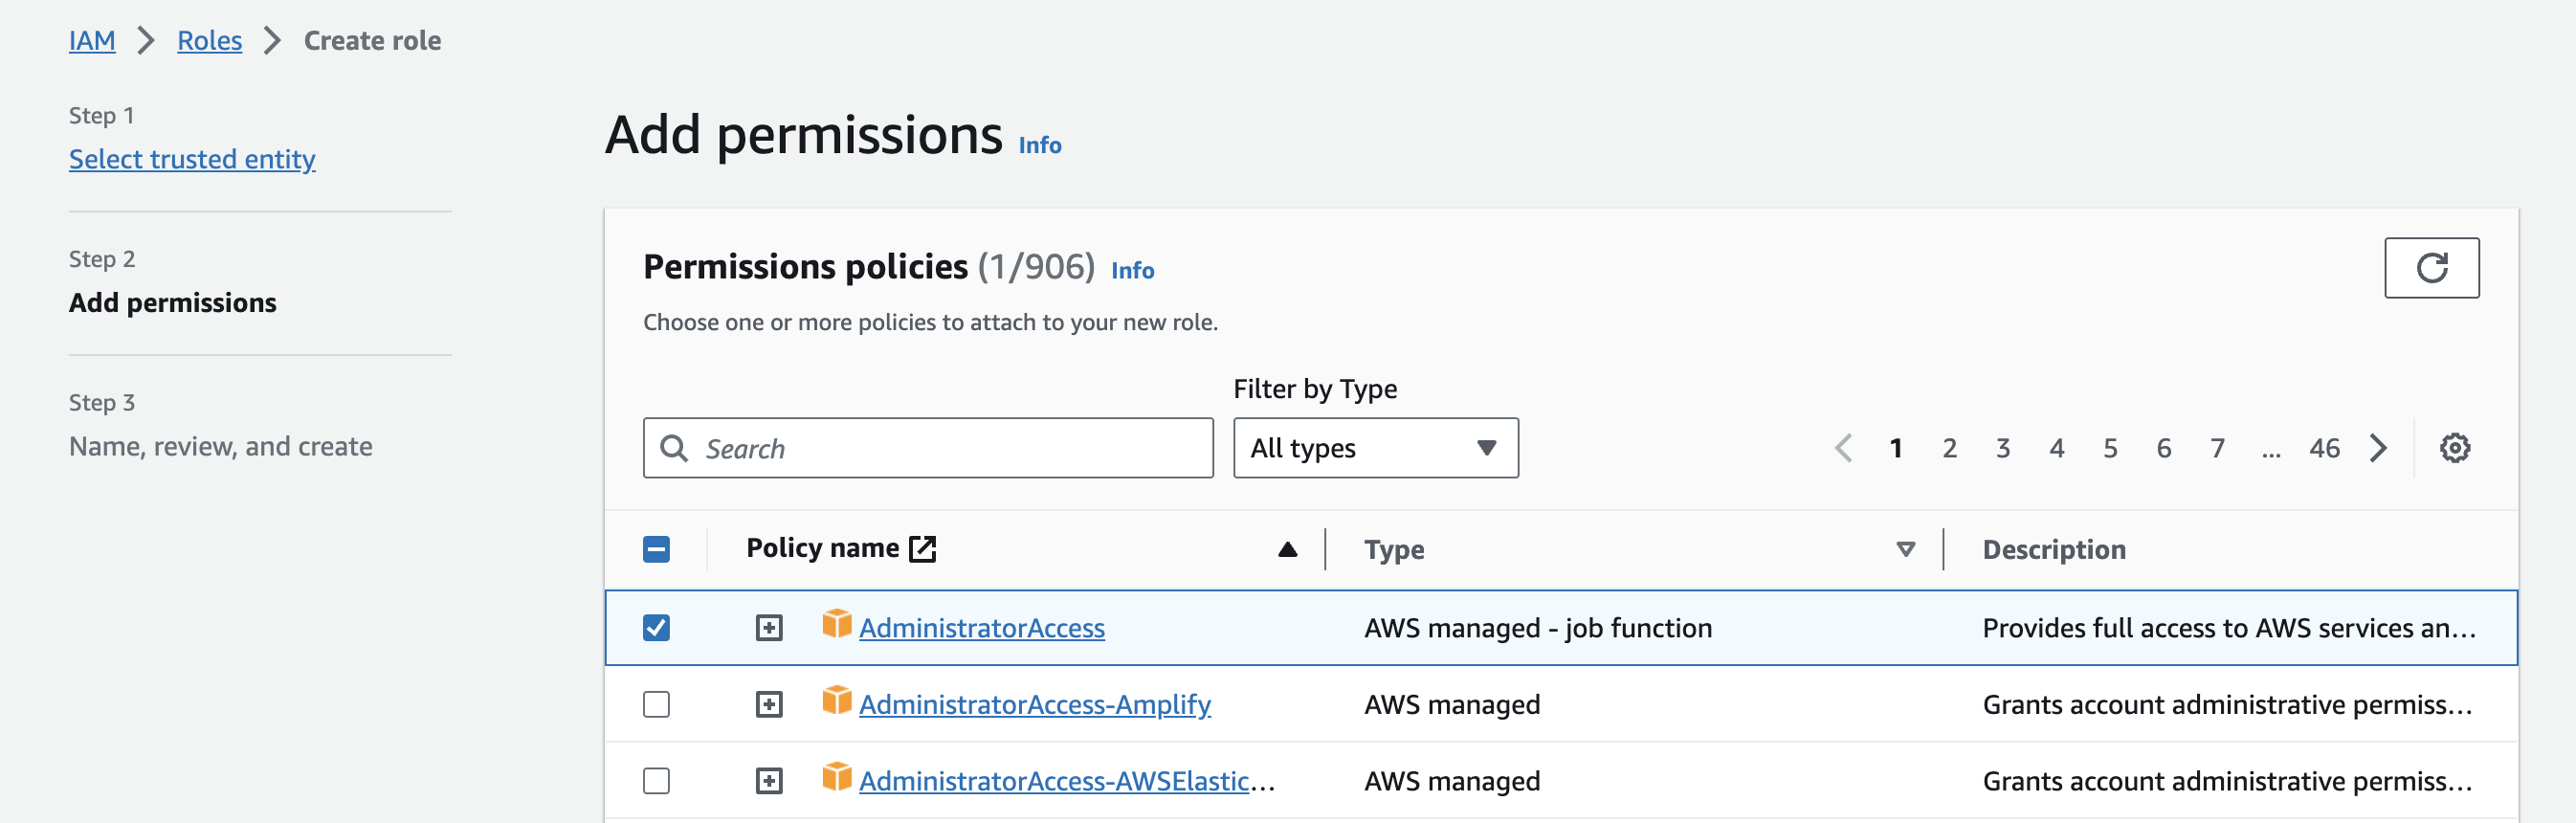 IAM > Roles > Create role
Step 1
Select trusted entity
Step 2
Add permissions
Step 3
Name, review, and create
Add permissions Info
Permissions policies (1/906) Info
Choose one or more policies to attach to your new role.
Filter by Type
Search
All types
1 2 3 4 5 6 7 ... 46
Policy name Type Description
AdministratorAccess AWS managed - job function Provides full access to AWS services an...
AdministratorAccess-Amplify AWS managed Grants account administrative permiss...
AdministratorAccess-AWSElastic... AWS managed Grants account administrative permiss...